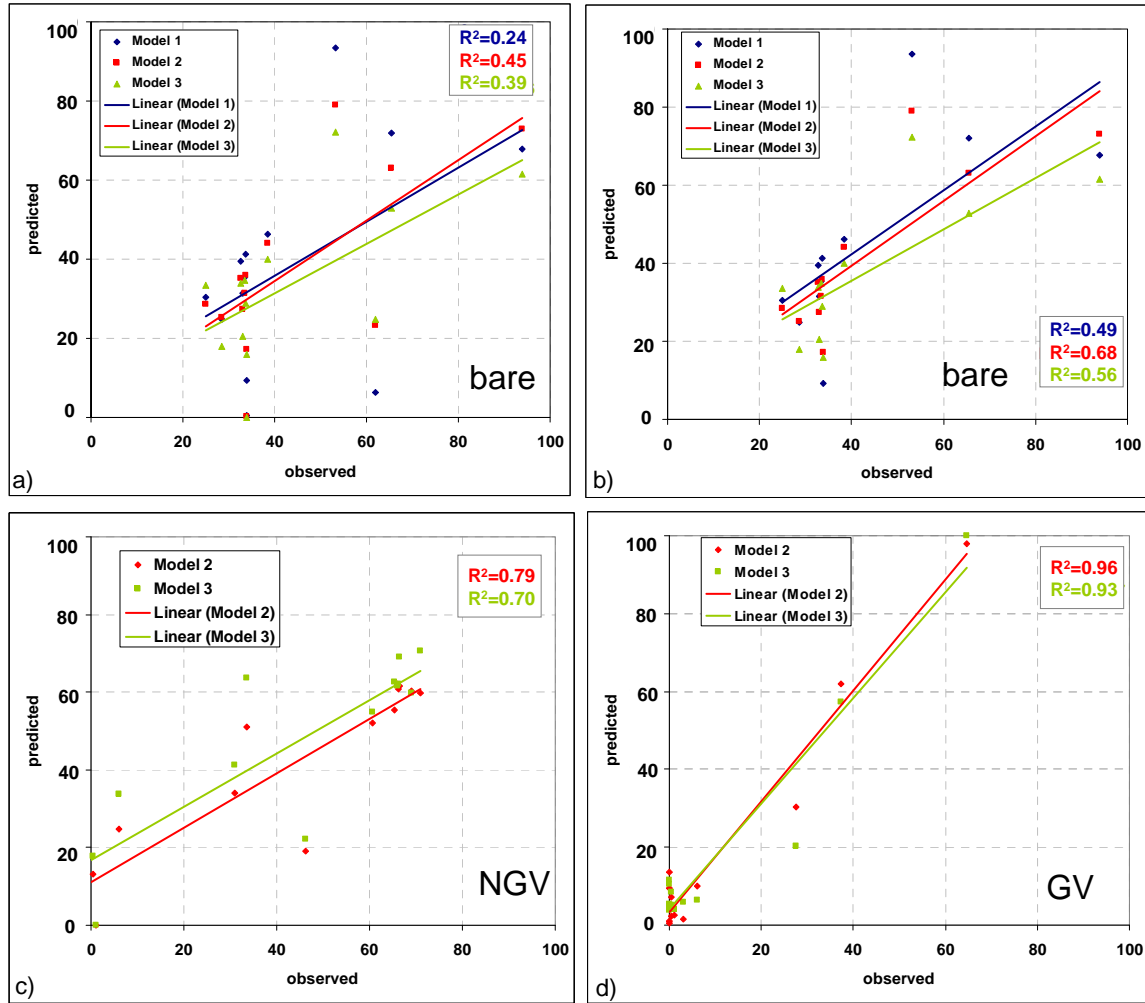 100
80
60
40
20
0
predicted
Model 1
Model 2
Model 3
Linear (Model 1)
Linear (Model 2)
Linear (Model 3)
R²=0.24
R²=0.45
R²=0.39
bare
0 20 40 60 80 100
observed
a)
100
80
60
40
20
0
predicted
Model 1
Model 2
Model 3
Linear (Model 1)
Linear (Model 2)
Linear (Model 3)
R²=0.49
R²=0.68
R²=0.56
bare
0 20 40 60 80 100
observed
b)
100
80
60
40
20
0
predicted
Model 2
Model 3
Linear (Model 2)
Linear (Model 3)
R²=0.79
R²=0.70
NGV
0 20 40 60 80 100
observed
c)
100
80
60
40
20
0
predicted
Model 2
Model 3
Linear (Model 2)
Linear (Model 3)
R²=0.96
R²=0.93
GV
0 20 40 60 80 100
observed
d)